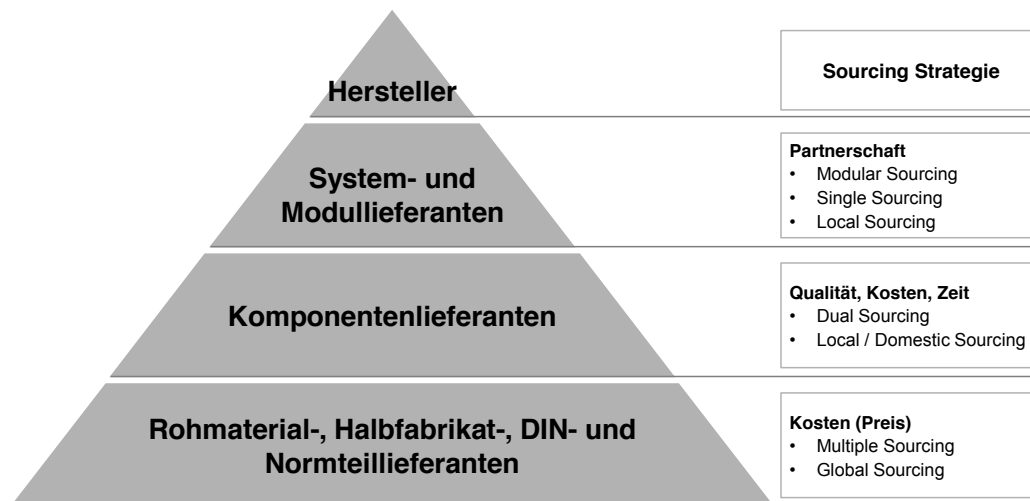 Hersteller
Sourcing Strategie
System- und
Modullieferanten
Partnerschaft
• Modular Sourcing
• Single Sourcing
• Local Sourcing
Komponentenlieferanten
Qualität, Kosten, Zeit
• Dual Sourcing
• Local / Domestic Sourcing
Rohmaterial-, Halbfabrikat-, DIN- und
Normteillieferanten
Kosten (Preis)
• Multiple Sourcing
• Global Sourcing